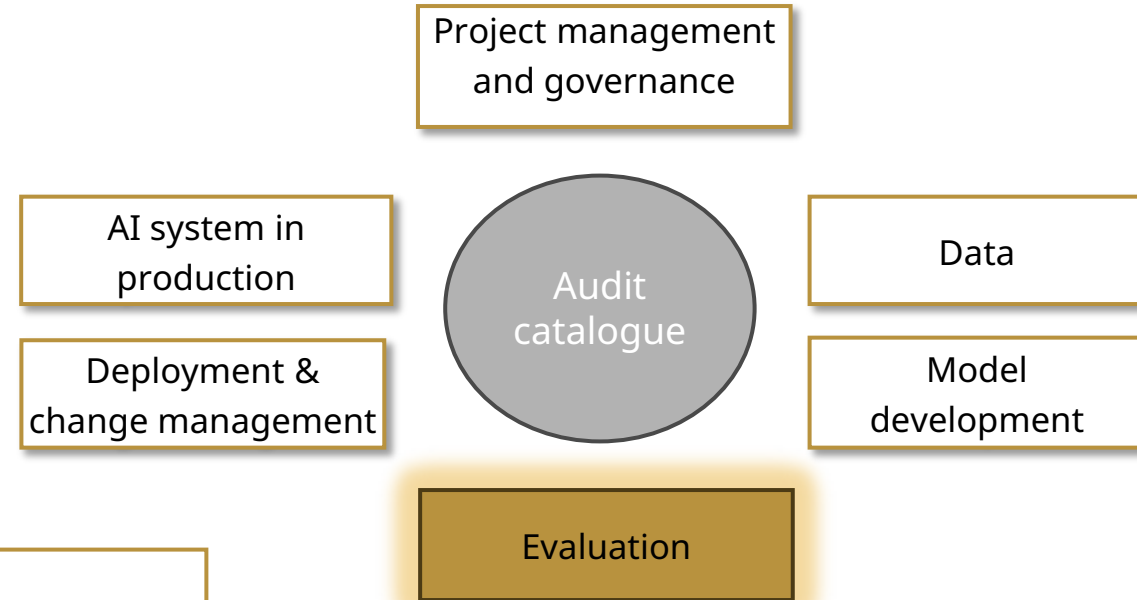 Project management
and governance
AI system in
production
Audit
catalogue
Data
Deployment &
change management
Model
development
Evaluation